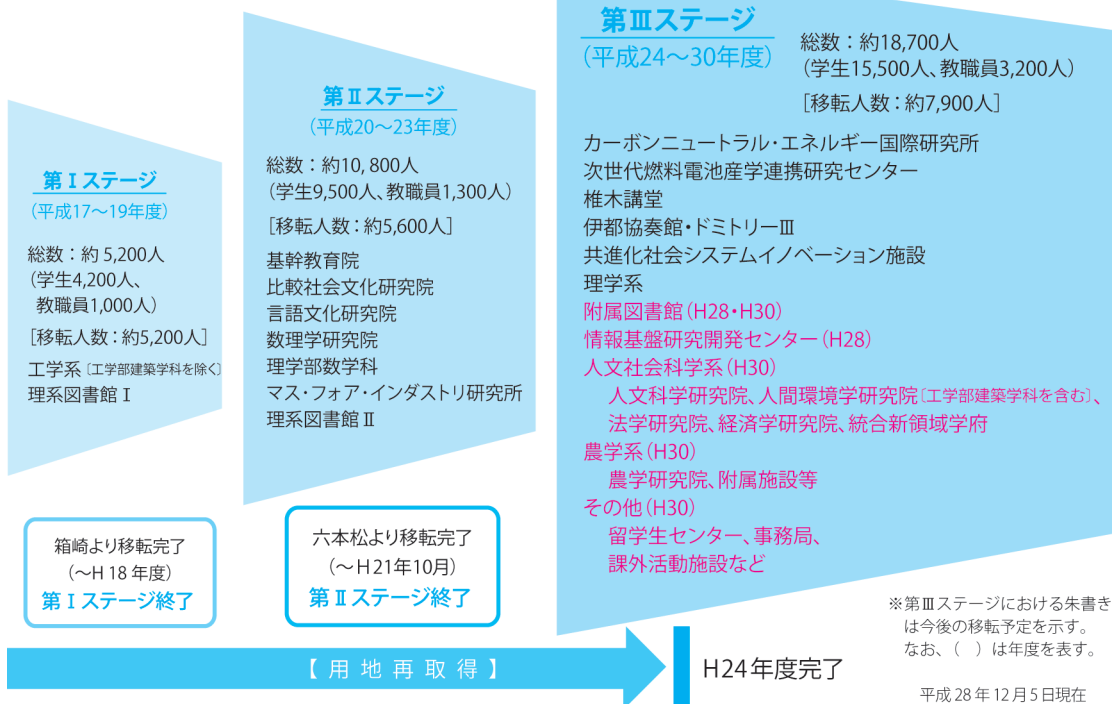 第Ⅰステージ
(平成17〜19年度)
総数：約 5,200人
(学生4,200人、
教職員1,000人)
[移転人数：約5,200人]
工学系〔工学部建築学科を除く〕
理系図書館Ⅰ
箱崎より移転完了
(〜H 18 年度)
第Ⅰステージ終了
第Ⅱステージ
(平成20〜23年度)
総数：約10, 800人
(学生9,500人、教職員1,300人)
[移転人数：約5,600人]
基幹教育院
比較社会文化研究院
言語文化研究院
数理学研究院
理学部数学科
マス・フォア・インダストリ研究所
理系図書館Ⅱ
六本松より移転完了
(〜H21年10月)
第Ⅱステージ終了
第Ⅲステージ
(平成24〜30年度)
総数：約18,700人
(学生15,500人、教職員3,200人)
[移転人数：約7,900人]
カーボンニュートラル・エネルギー国際研究所
次世代燃料電池産学連携研究センター
椎木講堂
伊都協奏館・ドミトリーⅢ
共進化社会システムイノベーション施設
理学系
附属図書館(H28・H30)
情報基盤研究開発センター(H28)
人文社会科学系(H30)
人文科学研究院、人間環境学研究院〔工学部建築学科を含む〕、
法学研究院、経済学研究院、統合新領域学府
農学系(H30)
農学研究院、附属施設等
その他(H30)
留学生センター、事務局、
課外活動施設など
【用地再取得】
H24年度完了
※第Ⅲステージにおける朱書き
は今後の移転予定を示す。
なお、( )は年度を表す。
平成 28 年 12 月 5 日現在